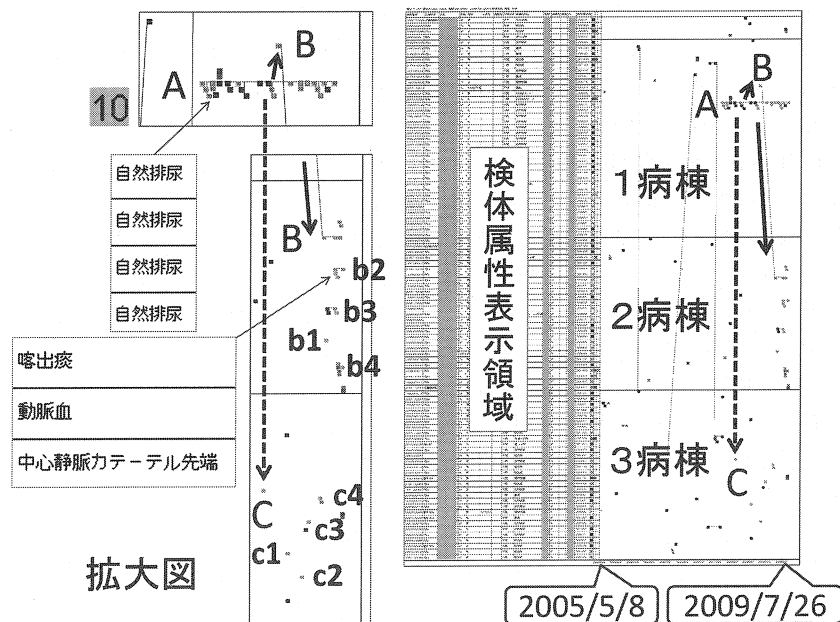 10
A
B
自然排尿
自然排尿
自然排尿
自然排尿
B
b2
b3
b1
b4
喀出痰
動脈血
中心静脈カテーテル先端
C
c4
c3
c1
c2
拡大図
検体属性表示領域
A
B
1病棟
2病棟
3病棟
C
2005/5/8
2009/7/26